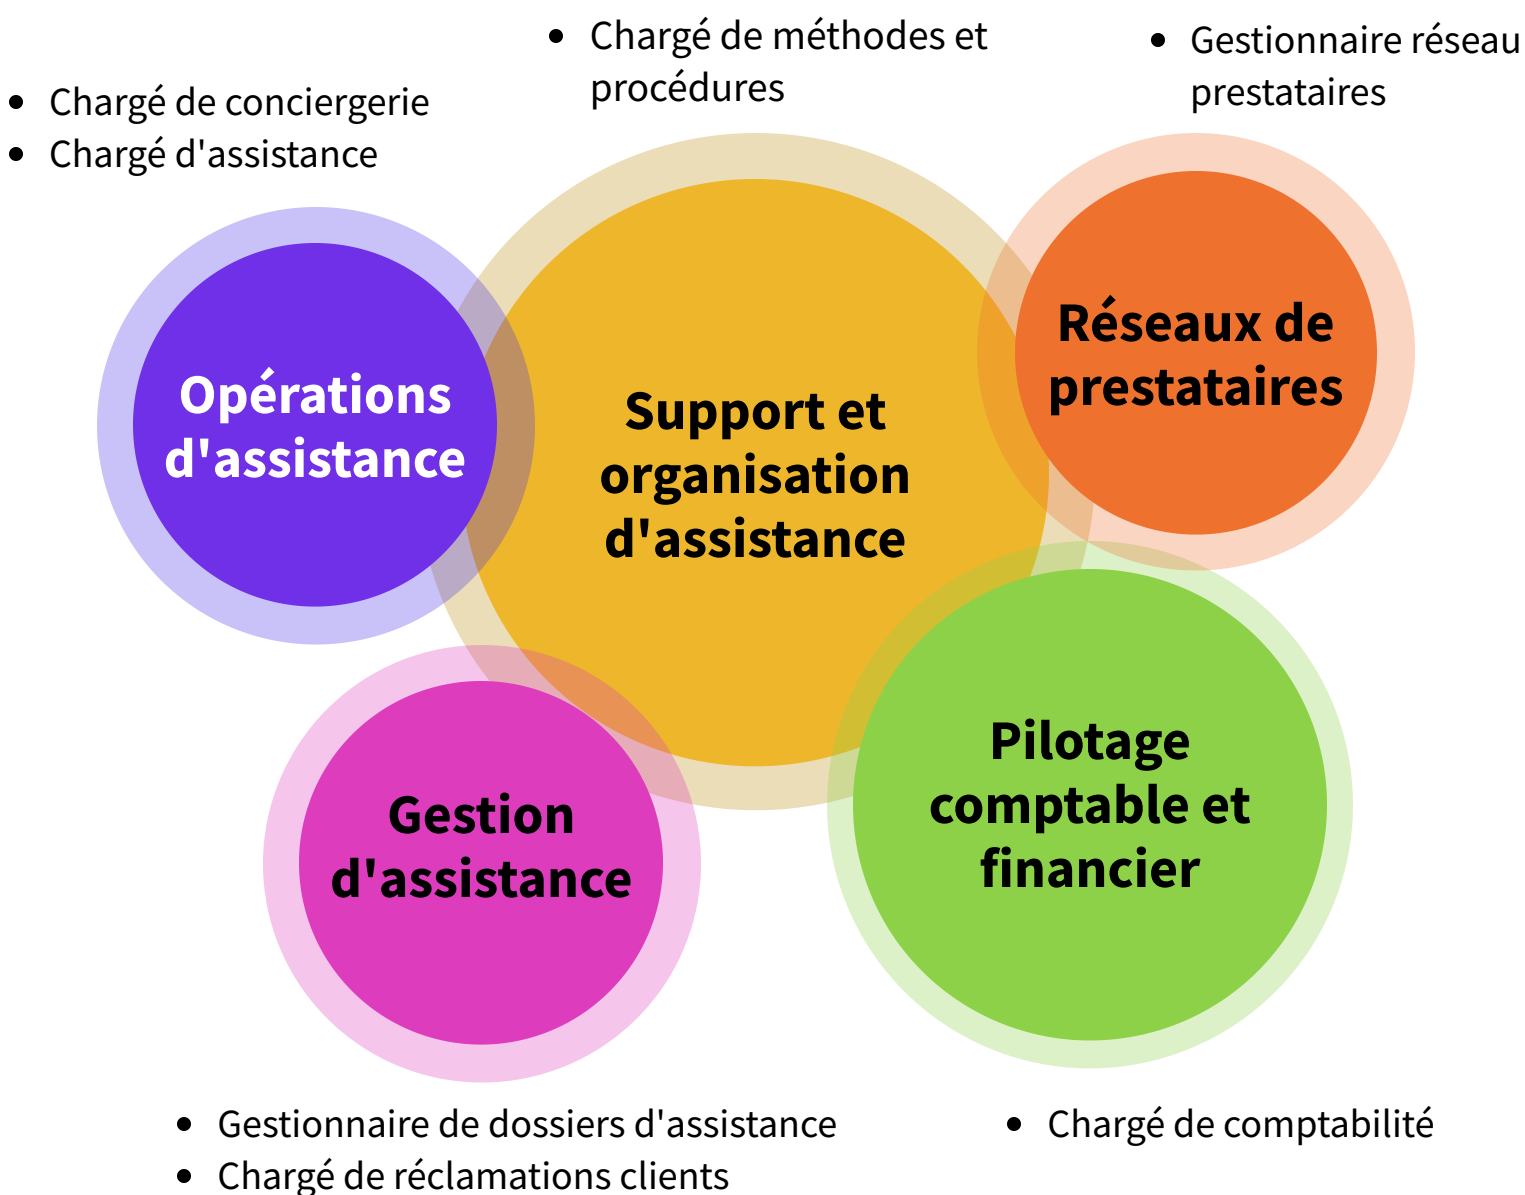 • Chargé de conciergerie
• Chargé d'assistance
• Chargé de méthodes et
procédures
• Gestionnaire réseau
prestataires
Opérations
d'assistance
Support et
organisation
d'assistance
Réseaux de
prestataires
Gestion
d'assistance
Pilotage
comptable et
financier
• Gestionnaire de dossiers d'assistance
• Chargé de réclamations clients
• Chargé de comptabilité